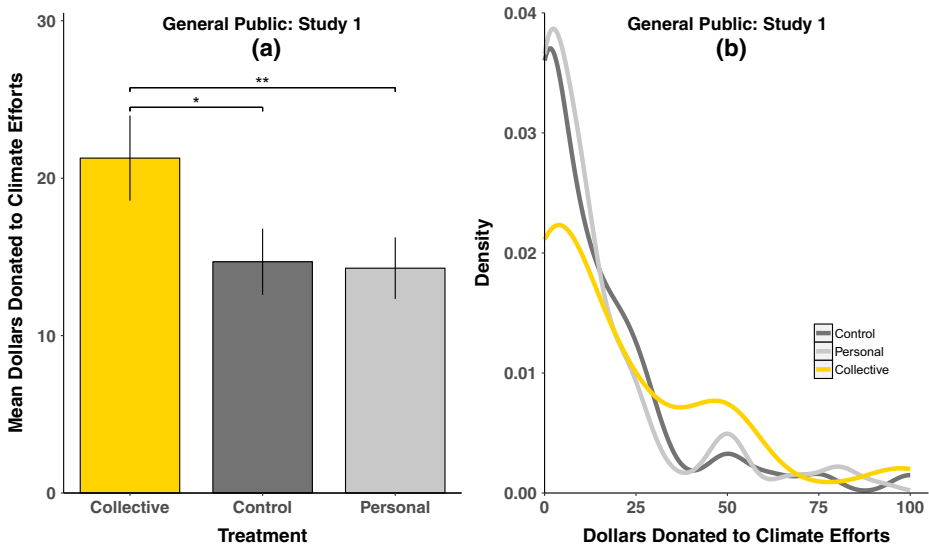 General Public: Study 1
(a)
**
*
Mean Dollars Donated to Climate Efforts
30
20
10
0
Collective
Control
Personal
Treatment
General Public: Study 1
(b)
Density
0.04
0.03
0.02
0.01
0.00
Control
Personal
Collective
0
25
50
75
100
Dollars Donated to Climate Efforts